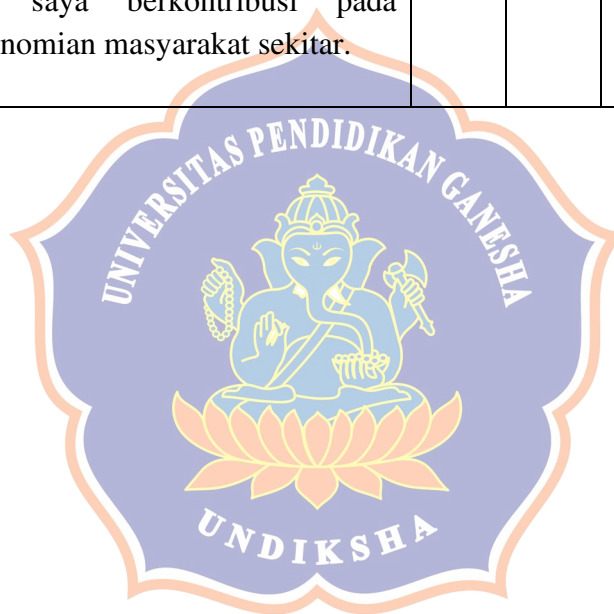 saya berkontribusi pada
nomian masyarakat sekitar.
UNIVERSITAS PENDIDIKAN GANESHA
UNDIKSHA